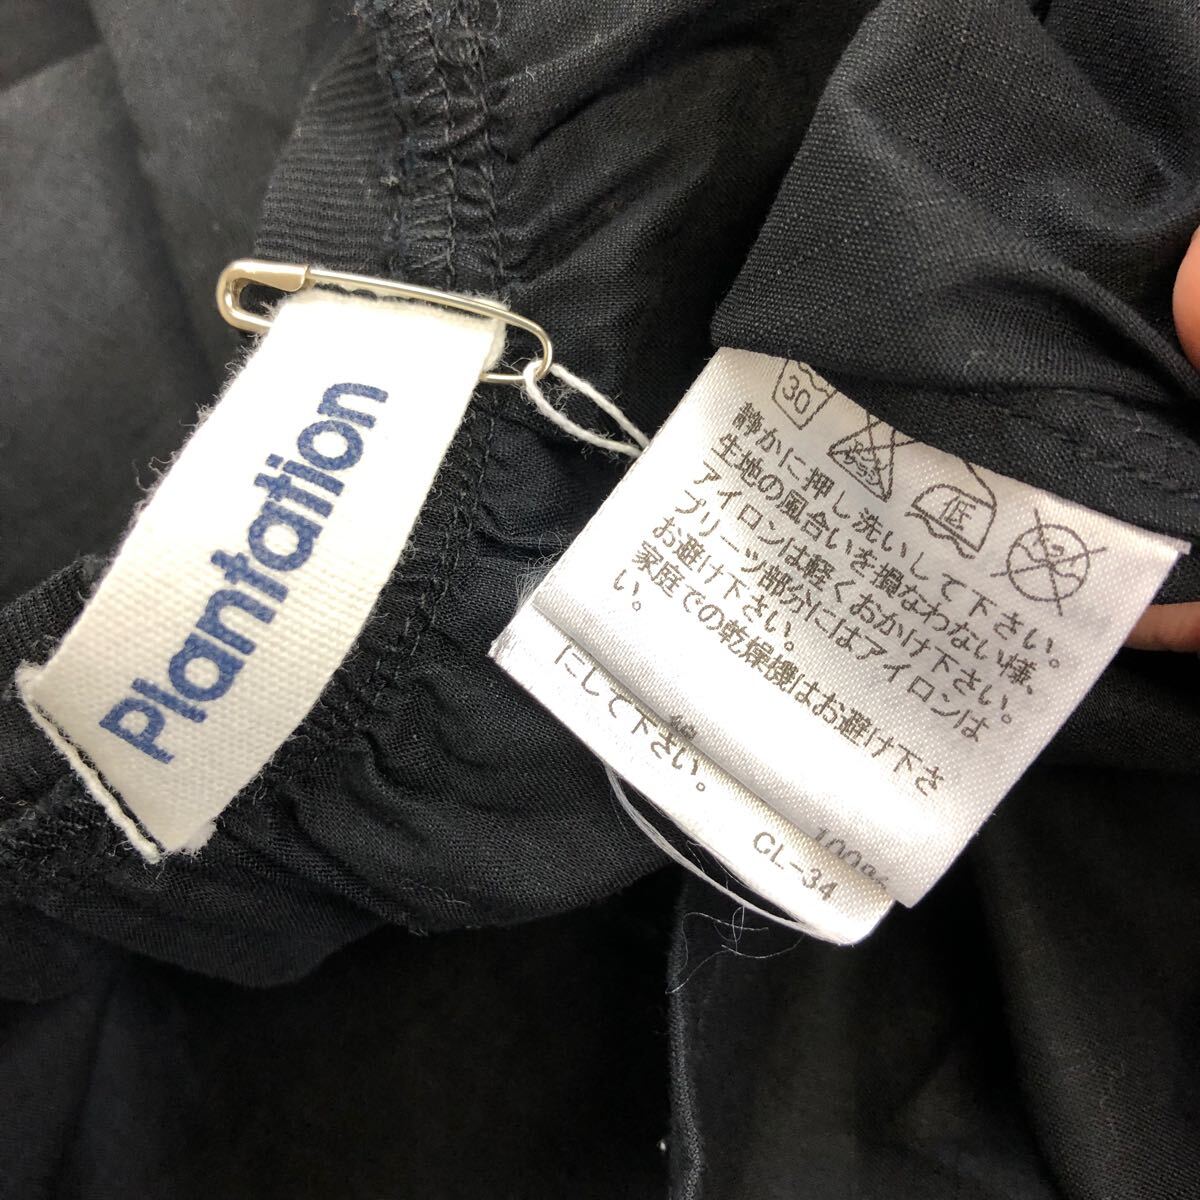 Plantation
30
低
静かに押し洗いして下さい。
生地の風合いを損なわない様、
アイロンは軽くおかけ下さい。
プリーツ部分にはアイロンは
お避け下さい。
家庭での乾燥機はお避け下さ
い。
にして下さい。
CL-34